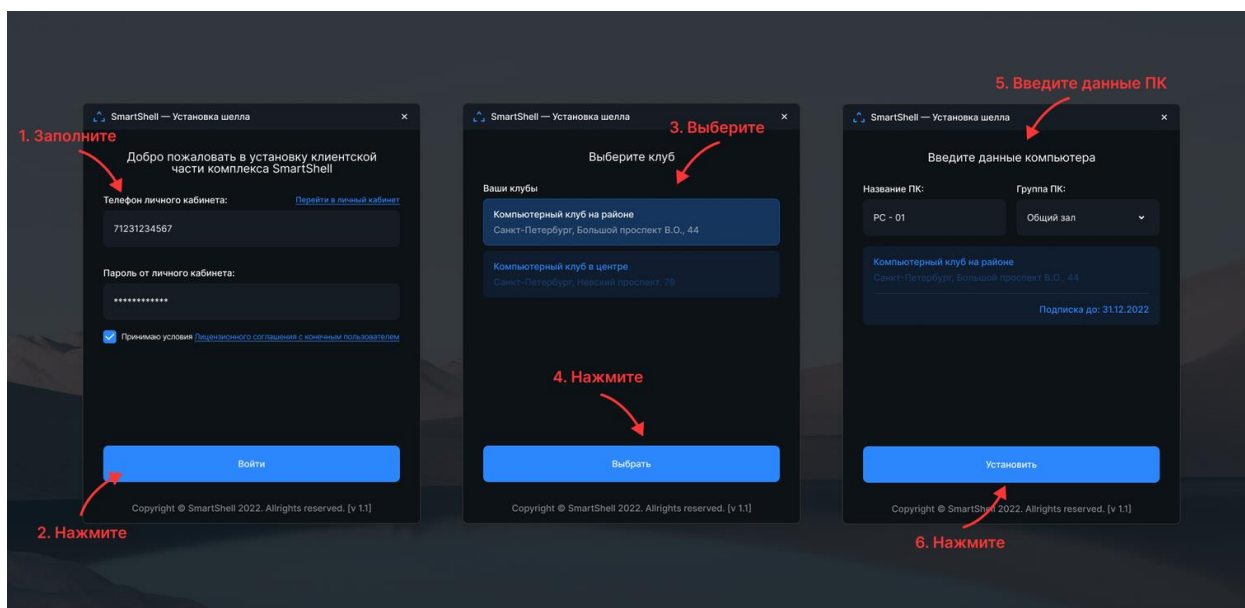 1. Заполните
SmartShell — Установка шелла
Добро пожаловать в установку клиентской
части комплекса SmartShell
Телефон личного кабинета:
Перейти в личный кабинет
71231234567
Пароль от личного кабинета:
************
Принимаю условия Лицензионного соглашения с конечным пользователем
Войти
Copyright © SmartShell 2022. Allrights reserved. [v 1.1]
2. Нажмите
SmartShell — Установка шелла
3. Выберите
Выберите клуб
Ваши клубы
Компьютерный клуб на районе
Санкт-Петербург, Большой проспект В.О., 44
Компьютерный клуб в центре
Санкт-Петербург, Невский проспект, 79
4. Нажмите
Выбрать
Copyright © SmartShell 2022. Allrights reserved. [v 1.1]
5. Введите данные ПК
SmartShell — Установка шелла
Введите данные компьютера
Название ПК:
Группа ПК:
PC - 01
Общий зал
Компьютерный клуб на районе
Санкт-Петербург, Большой проспект В.О., 44
Подписка до: 31.12.2022
Установить
Copyright © SmartShell 2022. Allrights reserved. [v 1.1]
6. Нажмите